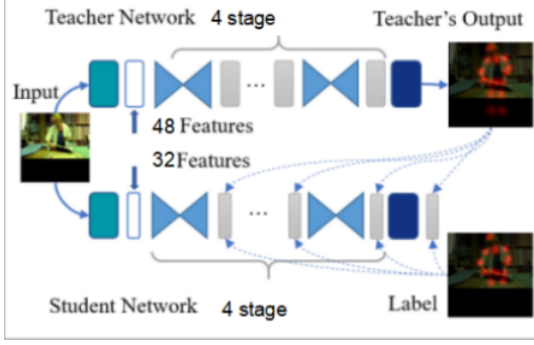 Teacher Network 4 stage
Teacher's Output
Input
...
48 Features
32Features
...
Student Network 4 stage
Label